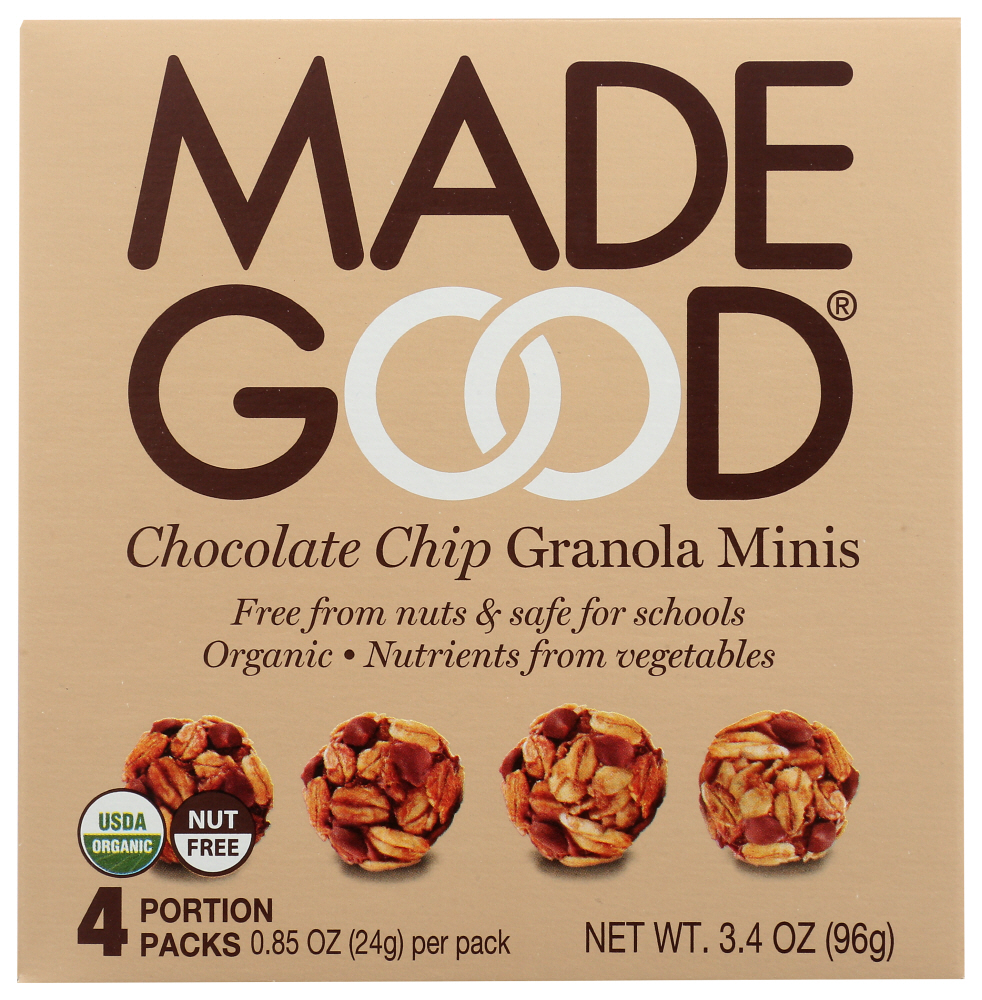 MADE
GOOD®
Chocolate Chip Granola Minis
Free from nuts & safe for schools
Organic • Nutrients from vegetables
USDA
ORGANIC
NUT
FREE
4 PORTION
PACKS 0.85 OZ (24g) per pack
NET WT. 3.4 OZ (96g)